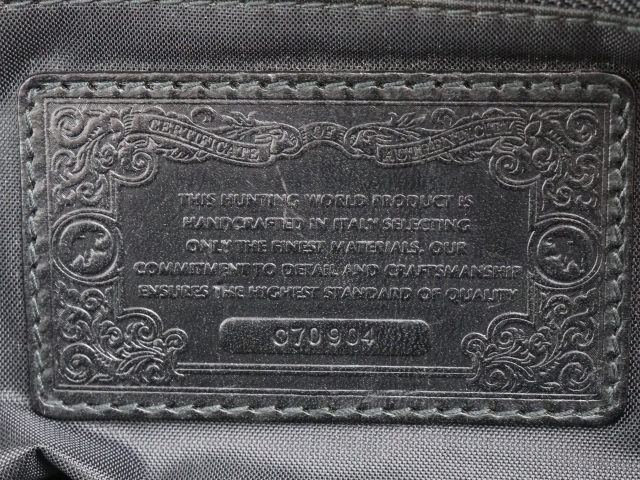 CERTIFICATE OF AUTHENTICITY
THIS HUNTING WORLD PRODUCT IS
HANDCRAFTED IN ITALY SELECTING
ONLY THE FINEST MATERIALS. OUR
COMMITMENT TO DETAIL AND CRAFTSMANSHIP
ENSURES THE HIGHEST STANDARD OF QUALITY
C70904